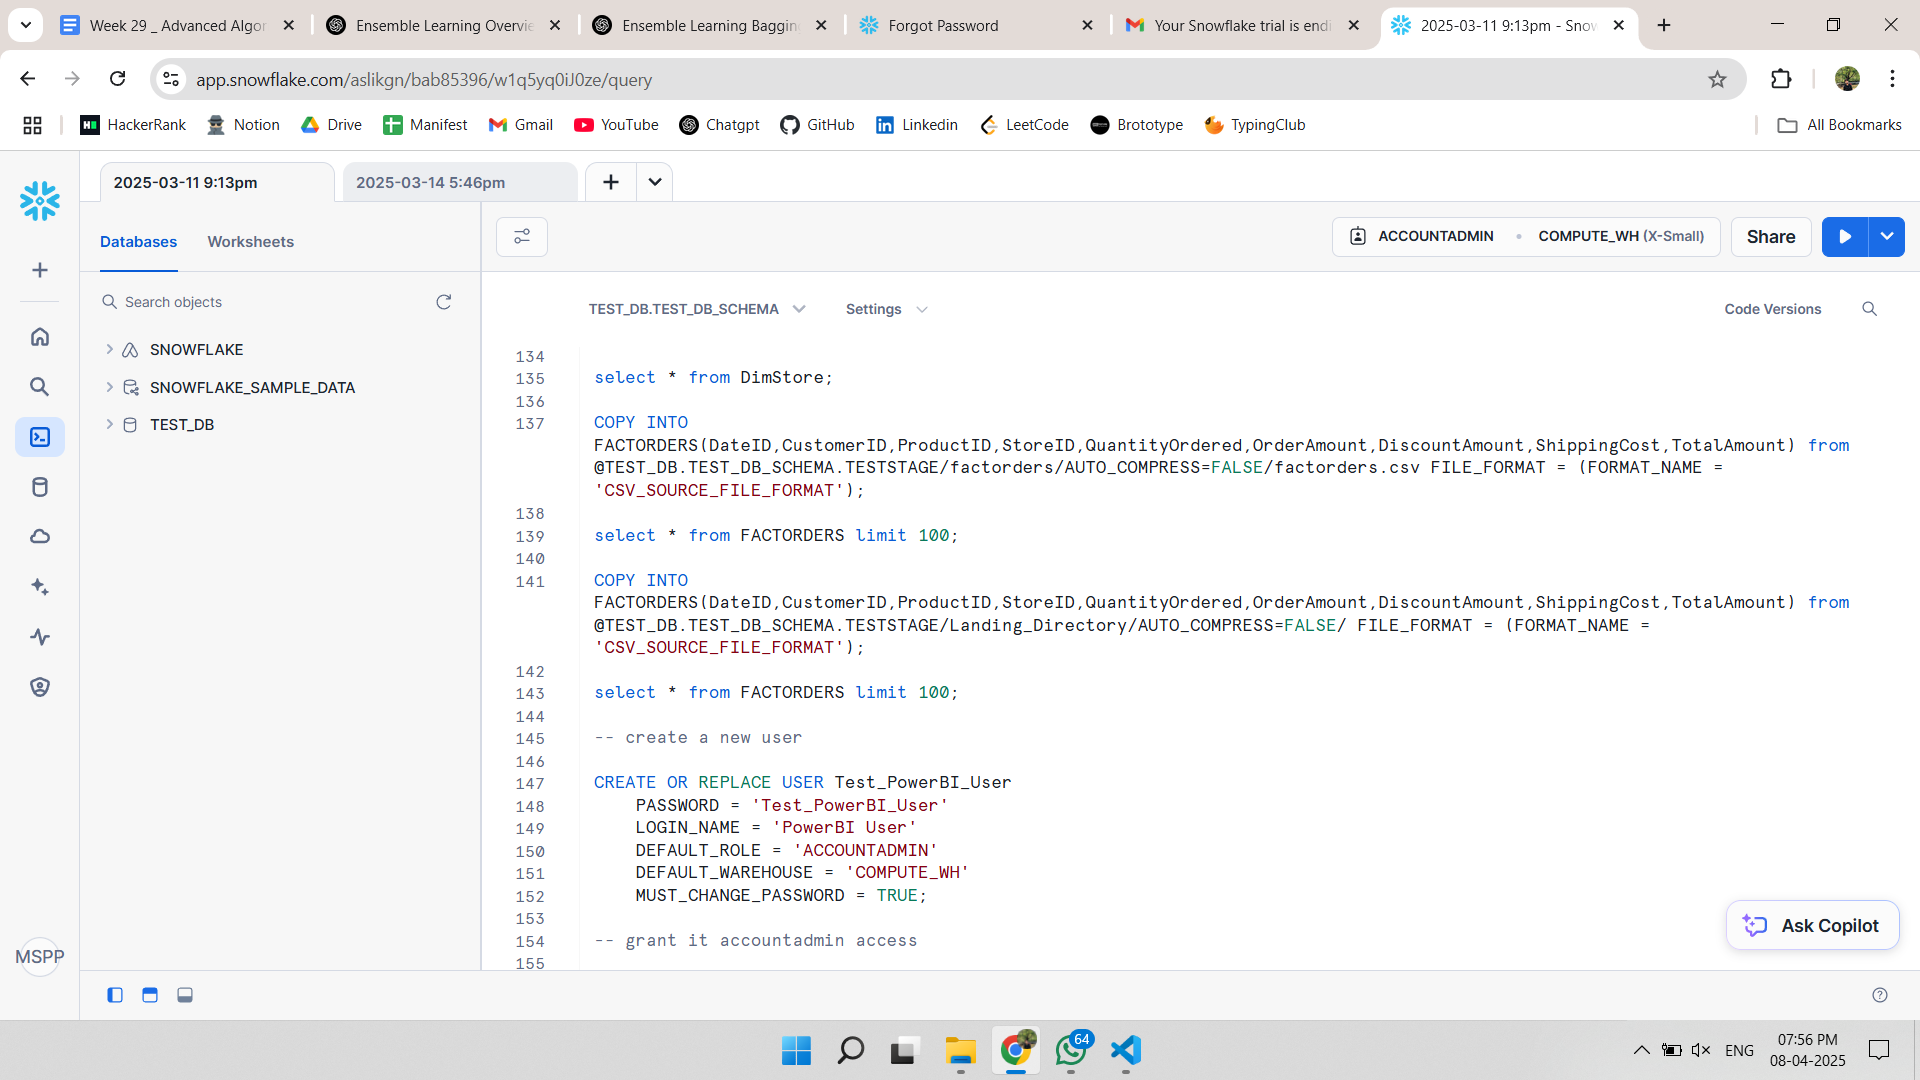 Week 29 _ Advanced Algor
Ensemble Learning Overvie
Ensemble Learning Bagging
Forgot Password
Your Snowflake trial is endi
2025-03-11 9:13pm - Snow
app.snowflake.com/aslikgn/bab85396/w1q5yq0iJ0ze/query
HackerRank
Notion
Drive
Manifest
Gmail
YouTube
Chatgpt
GitHub
Linkedin
LeetCode
Brototype
TypingClub
All Bookmarks
2025-03-11 9:13pm
2025-03-14 5:46pm
Databases
Worksheets
ACCOUNTADMIN
COMPUTE_WH (X-Small)
Share
Search objects
SNOWFLAKE
SNOWFLAKE_SAMPLE_DATA
TEST_DB
MSPP
TEST_DB.TEST_DB_SCHEMA
Settings
Code Versions
134
135 select * from DimStore;
136
137 COPY INTO
FACTORDERS(DateID,CustomerID,ProductID,StoreID,QuantityOrdered,OrderAmount,DiscountAmount,ShippingCost,TotalAmount) from
@TEST_DB.TEST_DB_SCHEMA.TESTSTAGE/factorders/AUTO_COMPRESS=FALSE/factorders.csv FILE_FORMAT = (FORMAT_NAME =
'CSV_SOURCE_FILE_FORMAT');
138
139 select * from FACTORDERS limit 100;
140
141 COPY INTO
FACTORDERS(DateID,CustomerID,ProductID,StoreID,QuantityOrdered,OrderAmount,DiscountAmount,ShippingCost,TotalAmount) from
@TEST_DB.TEST_DB_SCHEMA.TESTSTAGE/Landing_Directory/AUTO_COMPRESS=FALSE/ FILE_FORMAT = (FORMAT_NAME =
'CSV_SOURCE_FILE_FORMAT');
142
143 select * from FACTORDERS limit 100;
144
145 -- create a new user
146
147 CREATE OR REPLACE USER Test_PowerBI_User
148 PASSWORD = 'Test_PowerBI_User'
149 LOGIN_NAME = 'PowerBI User'
150 DEFAULT_ROLE = 'ACCOUNTADMIN'
151 DEFAULT_WAREHOUSE = 'COMPUTE_WH'
152 MUST_CHANGE_PASSWORD = TRUE;
153
154 -- grant it accountadmin access
155
Ask Copilot
64
ENG
07:56 PM
08-04-2025